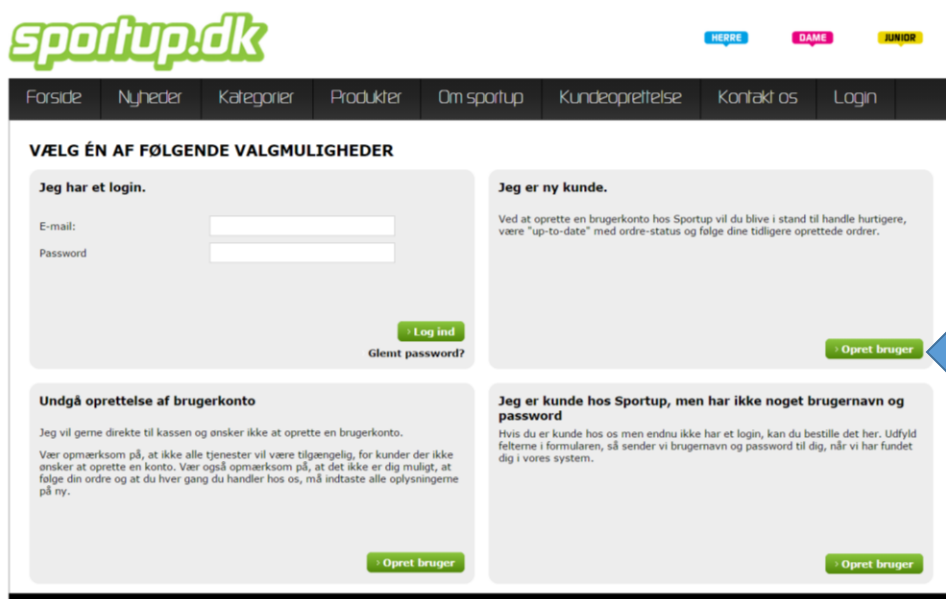 sportup.dk
HERRE DAME JUNIOR
Forside Nyheder Kategorier Produkter Om sportup Kundeoprettelse Kontakt os Login
VÆLG ÉN AF FØLGENDE VALGMULIGHEDER
Jeg har et login.
E-mail:
Password
› Log ind
Glemt password?
Jeg er ny kunde.
Ved at oprette en brugerkonto hos Sportup vil du blive i stand til handle hurtigere,
være "up-to-date" med ordre-status og følge dine tidligere oprettede ordrer.
› Opret bruger
Undgå oprettelse af brugerkonto
Jeg vil gerne direkte til kassen og ønsker ikke at oprette en brugerkonto.
Vær opmærksom på, at ikke alle tjenester vil være tilgængelig, for kunder der ikke
ønsker at oprette en konto. Vær også opmærksom på, at det ikke er dig muligt, at
følge din ordre og at du hver gang du handler hos os, må indtaste alle oplysningerne
på ny.
› Opret bruger
Jeg er kunde hos Sportup, men har ikke noget brugernavn og
password
Hvis du er kunde hos os men endnu ikke har et login, kan du bestille det her. Udfyld
felterne i formularen, så sender vi brugernavn og password til dig, når vi har fundet
dig i vores system.
› Opret bruger